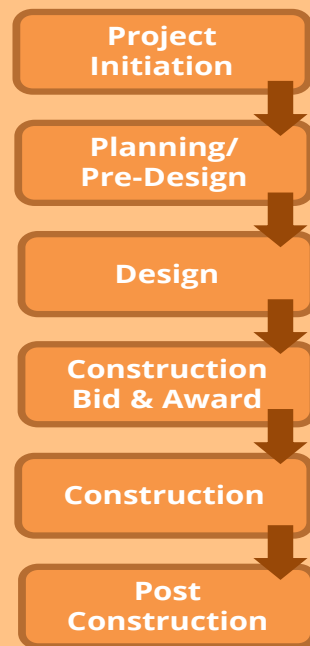 Project
Initiation
Planning/
Pre-Design
Design
Construction
Bid & Award
Construction
Post
Construction